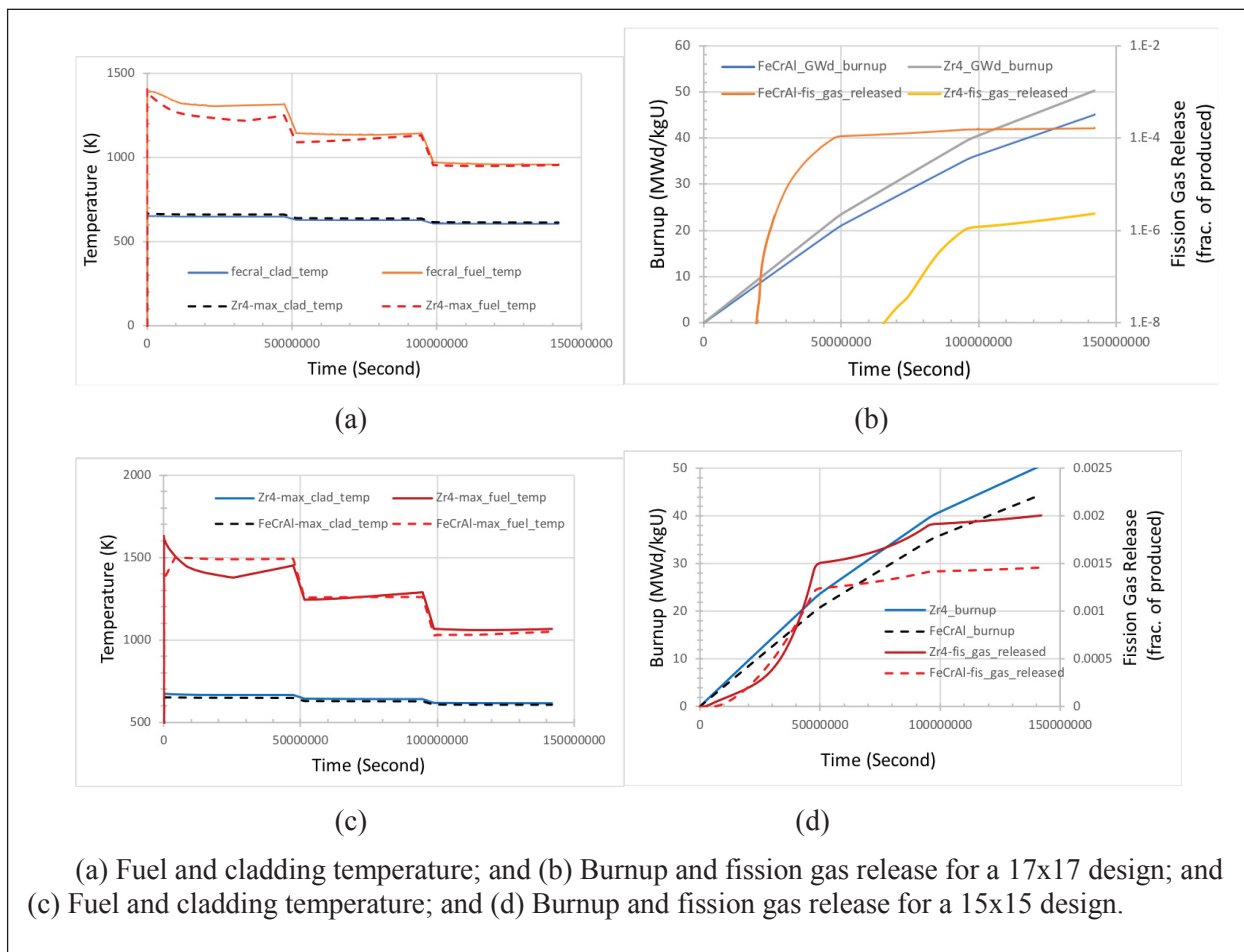 1500
1000
500
0
Temperature (K)
fecral_clad_temp
fecral_fuel_temp
Zr4-max_clad_temp
Zr4-max_fuel_temp
0
50000000
100000000
150000000
Time (Second)
(a)
60
50
40
30
20
10
0
Burnup (MWd/kgU)
FeCrAl_GWd_burnup
Zr4_GWd_burnup
FeCrAl-fis_gas_released
Zr4-fis_gas_released
1.E-2
1.E-4
1.E-6
1.E-8
Fission Gas Release
(frac. of produced)
0
50000000
100000000
150000000
Time (Second)
(b)
2000
1500
1000
500
Temperature (K)
Zr4-max_clad_temp
Zr4-max_fuel_temp
FeCrAl-max_clad_temp
FeCrAl-max_fuel_temp
0
50000000
100000000
150000000
Time (Second)
(c)
50
40
30
20
10
0
Burnup (MWd/kgU)
Zr4_burnup
FeCrAl_burnup
Zr4-fis_gas_released
FeCrAl-fis_gas_released
0.0025
0.002
0.0015
0.001
0.0005
0
Fission Gas Release
(frac. of produced)
0
50000000
100000000
150000000
Time (Second)
(d)
(a) Fuel and cladding temperature; and (b) Burnup and fission gas release for a 17x17 design; and
(c) Fuel and cladding temperature; and (d) Burnup and fission gas release for a 15x15 design.